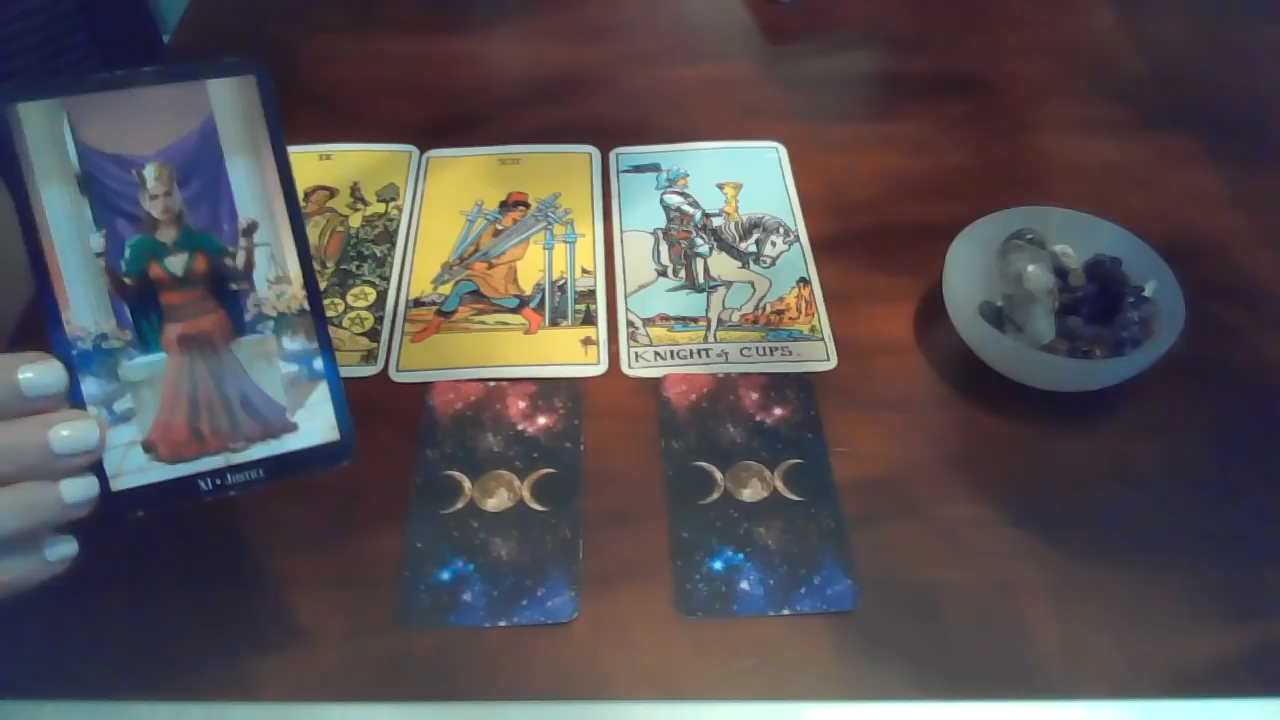 IX
VII
KNIGHT of CUPS.
XI • JUSTICE